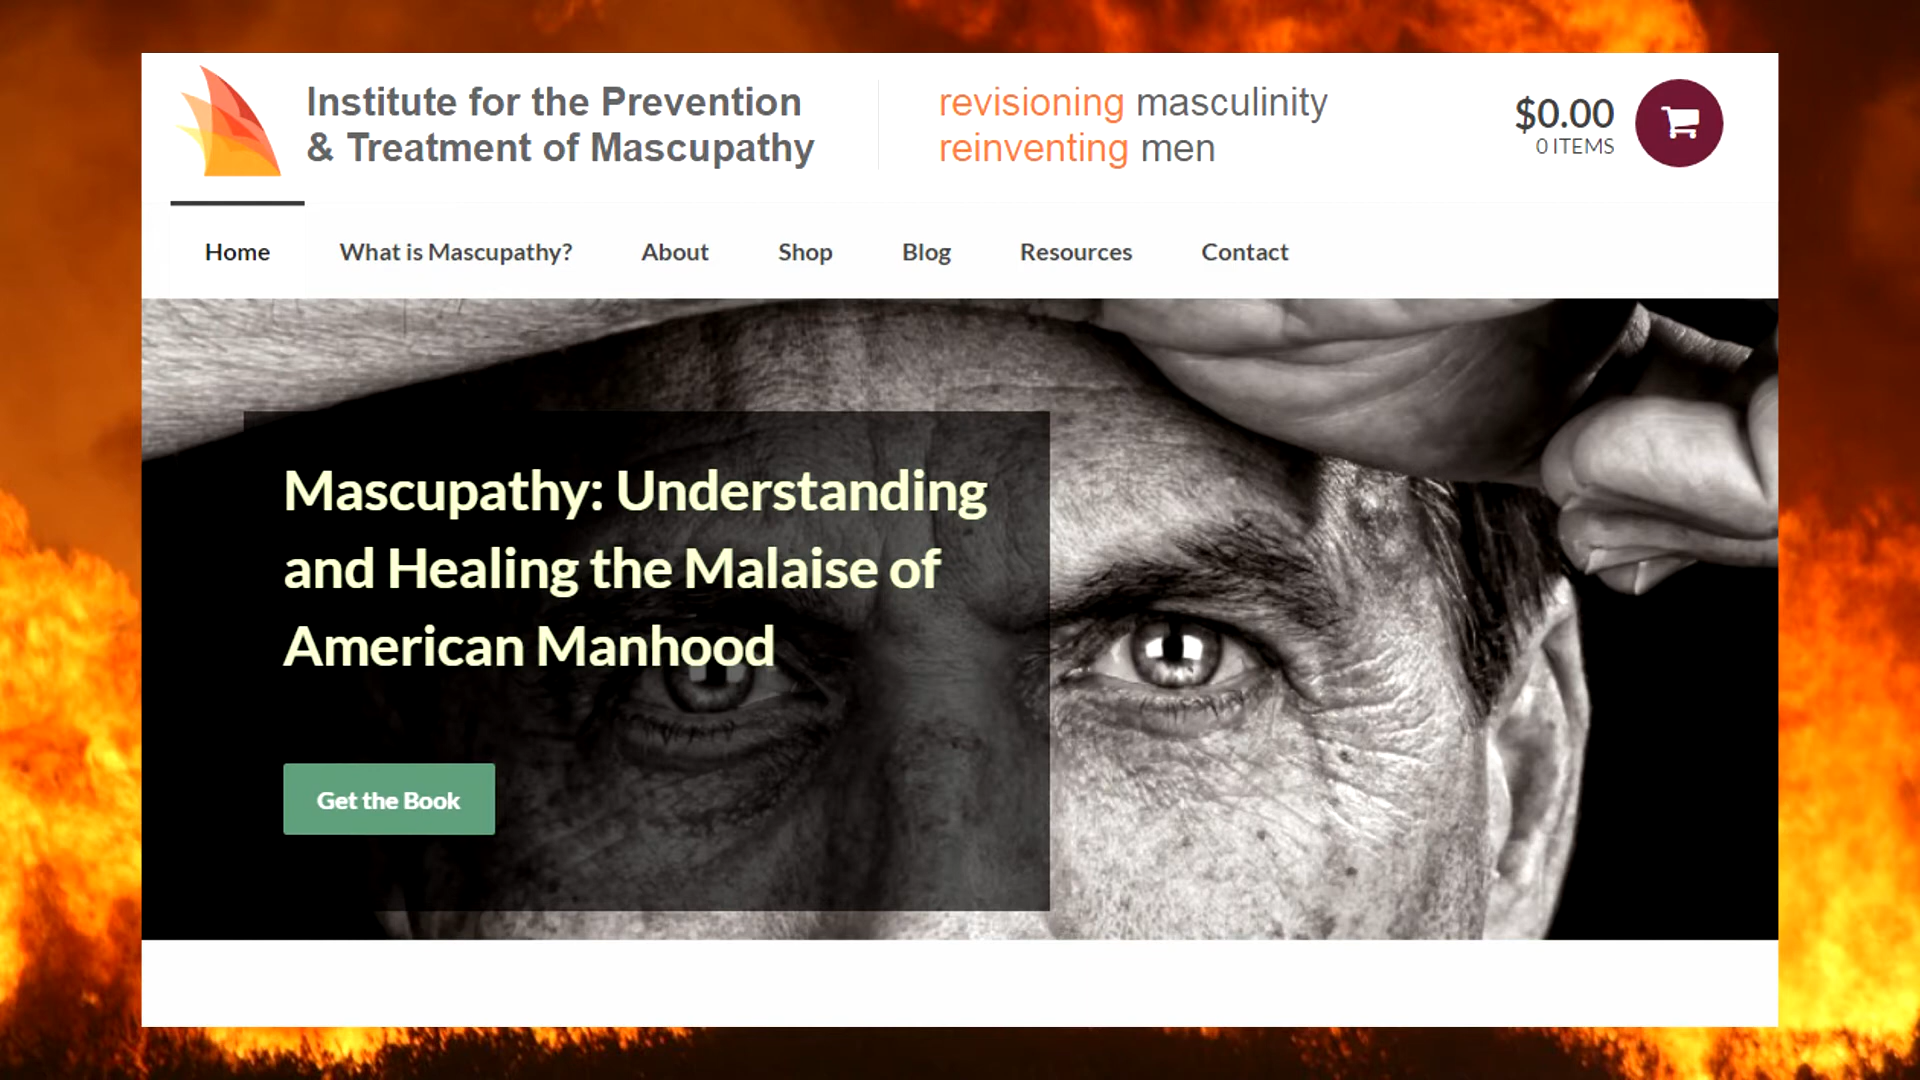 Institute for the Prevention
& Treatment of Mascupathy
revisioning masculinity
reinventing men
$0.00
0 ITEMS
Home What is Mascupathy? About Shop Blog Resources Contact
Mascupathy: Understanding
and Healing the Malaise of
American Manhood
Get the Book